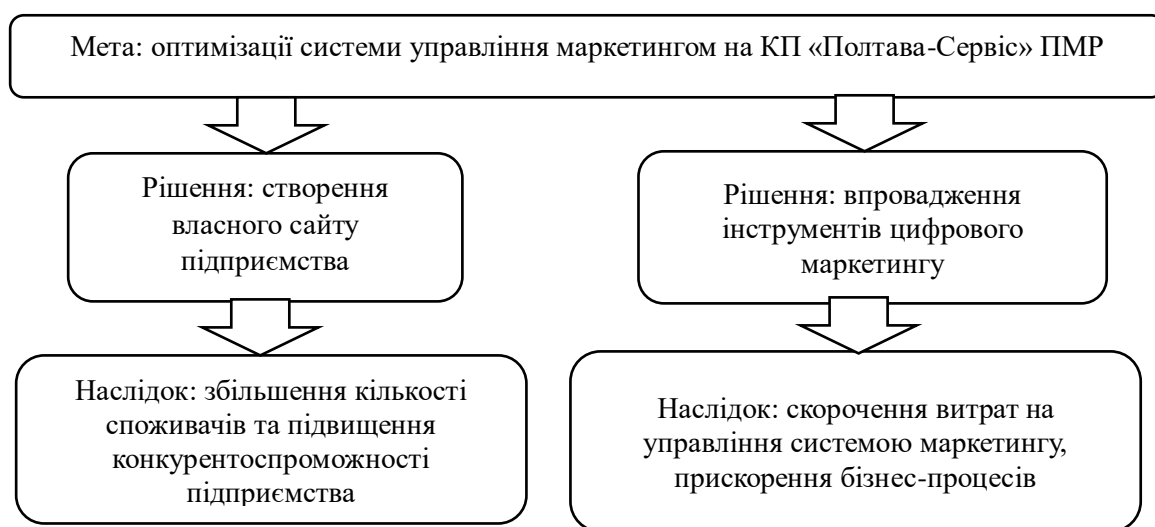 Мета: оптимізації системи управління маркетингом на КП «Полтава-Сервіс» ПМР
Рішення: створення
власного сайту
підприємства
Рішення: впровадження
інструментів цифрового
маркетингу
Наслідок: збільшення кількості
споживачів та підвищення
конкурентоспроможності
підприємства
Наслідок: скорочення витрат на
управління системою маркетингу,
прискорення бізнес-процесів